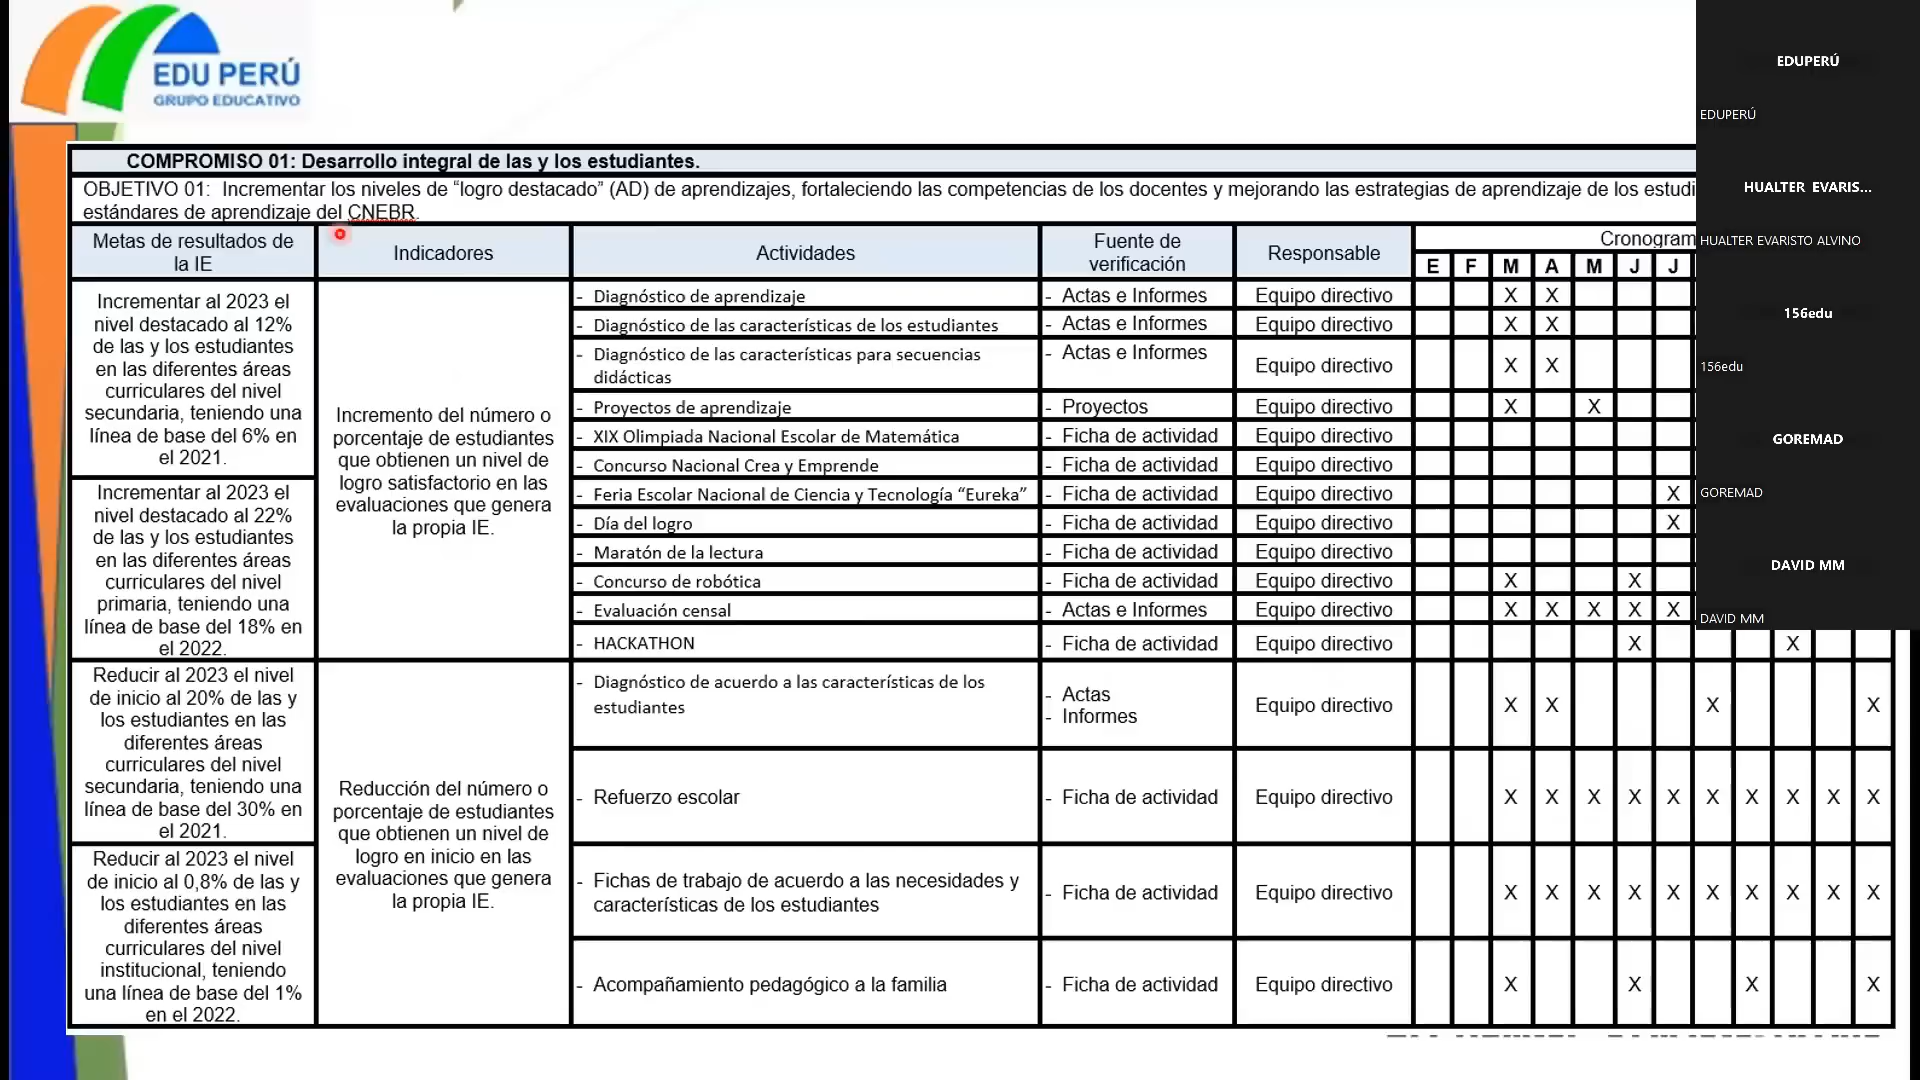 EDU PERÚ
GRUPO EDUCATIVO
COMPROMISO 01: Desarrollo integral de las y los estudiantes.
OBJETIVO 01: Incrementar los niveles de “logro destacado” (AD) de aprendizajes, fortaleciendo las competencias de los docentes y mejorando las estrategias de aprendizaje de los estudi
estándares de aprendizaje del CNEBR.
Metas de resultados de
la IE
Indicadores
Actividades
Fuente de
verificación
Responsable
Cronogram
E F M A M J J
Incrementar al 2023 el
nivel destacado al 12%
de las y los estudiantes
en las diferentes áreas
curriculares del nivel
secundaria, teniendo una
línea de base del 6% en
el 2021.
Incrementar al 2023 el
nivel destacado al 22%
de las y los estudiantes
en las diferentes áreas
curriculares del nivel
primaria, teniendo una
línea de base del 18% en
el 2022.
Incremento del número o
porcentaje de estudiantes
que obtienen un nivel de
logro satisfactorio en las
evaluaciones que genera
la propia IE.
- Diagnóstico de aprendizaje - Actas e Informes Equipo directivo X X
- Diagnóstico de las características de los estudiantes - Actas e Informes Equipo directivo X X
- Diagnóstico de las características para secuencias
didácticas - Actas e Informes Equipo directivo X X
- Proyectos de aprendizaje - Proyectos Equipo directivo X X
- XIX Olimpiada Nacional Escolar de Matemática - Ficha de actividad Equipo directivo
- Concurso Nacional Crea y Emprende - Ficha de actividad Equipo directivo
- Feria Escolar Nacional de Ciencia y Tecnología “Eureka” - Ficha de actividad Equipo directivo X
- Día del logro - Ficha de actividad Equipo directivo X
- Maratón de la lectura - Ficha de actividad Equipo directivo
- Concurso de robótica - Ficha de actividad Equipo directivo X X
- Evaluación censal - Actas e Informes Equipo directivo X X X X X
- HACKATHON - Ficha de actividad Equipo directivo X X
Reducir al 2023 el nivel
de inicio al 20% de las y
los estudiantes en las
diferentes áreas
curriculares del nivel
secundaria, teniendo una
línea de base del 30% en
el 2021.
Reducir al 2023 el nivel
de inicio al 0,8% de las y
los estudiantes en las
diferentes áreas
curriculares del nivel
institucional, teniendo
una línea de base del 1%
en el 2022.
Reducción del número o
porcentaje de estudiantes
que obtienen un nivel de
logro en inicio en las
evaluaciones que genera
la propia IE.
- Diagnóstico de acuerdo a las características de los
estudiantes
- Actas
- Informes
Equipo directivo X X X X
- Refuerzo escolar - Ficha de actividad Equipo directivo X X X X X X X X X X
- Fichas de trabajo de acuerdo a las necesidades y
características de los estudiantes - Ficha de actividad Equipo directivo X X X X X X X X X X
- Acompañamiento pedagógico a la familia - Ficha de actividad Equipo directivo X X X X
EDUPERÚ
EDUPERÚ
HUALTER EVARIS...
HUALTER EVARISTO ALVINO
156edu
156edu
GOREMAD
GOREMAD
DAVID MM
DAVID MM